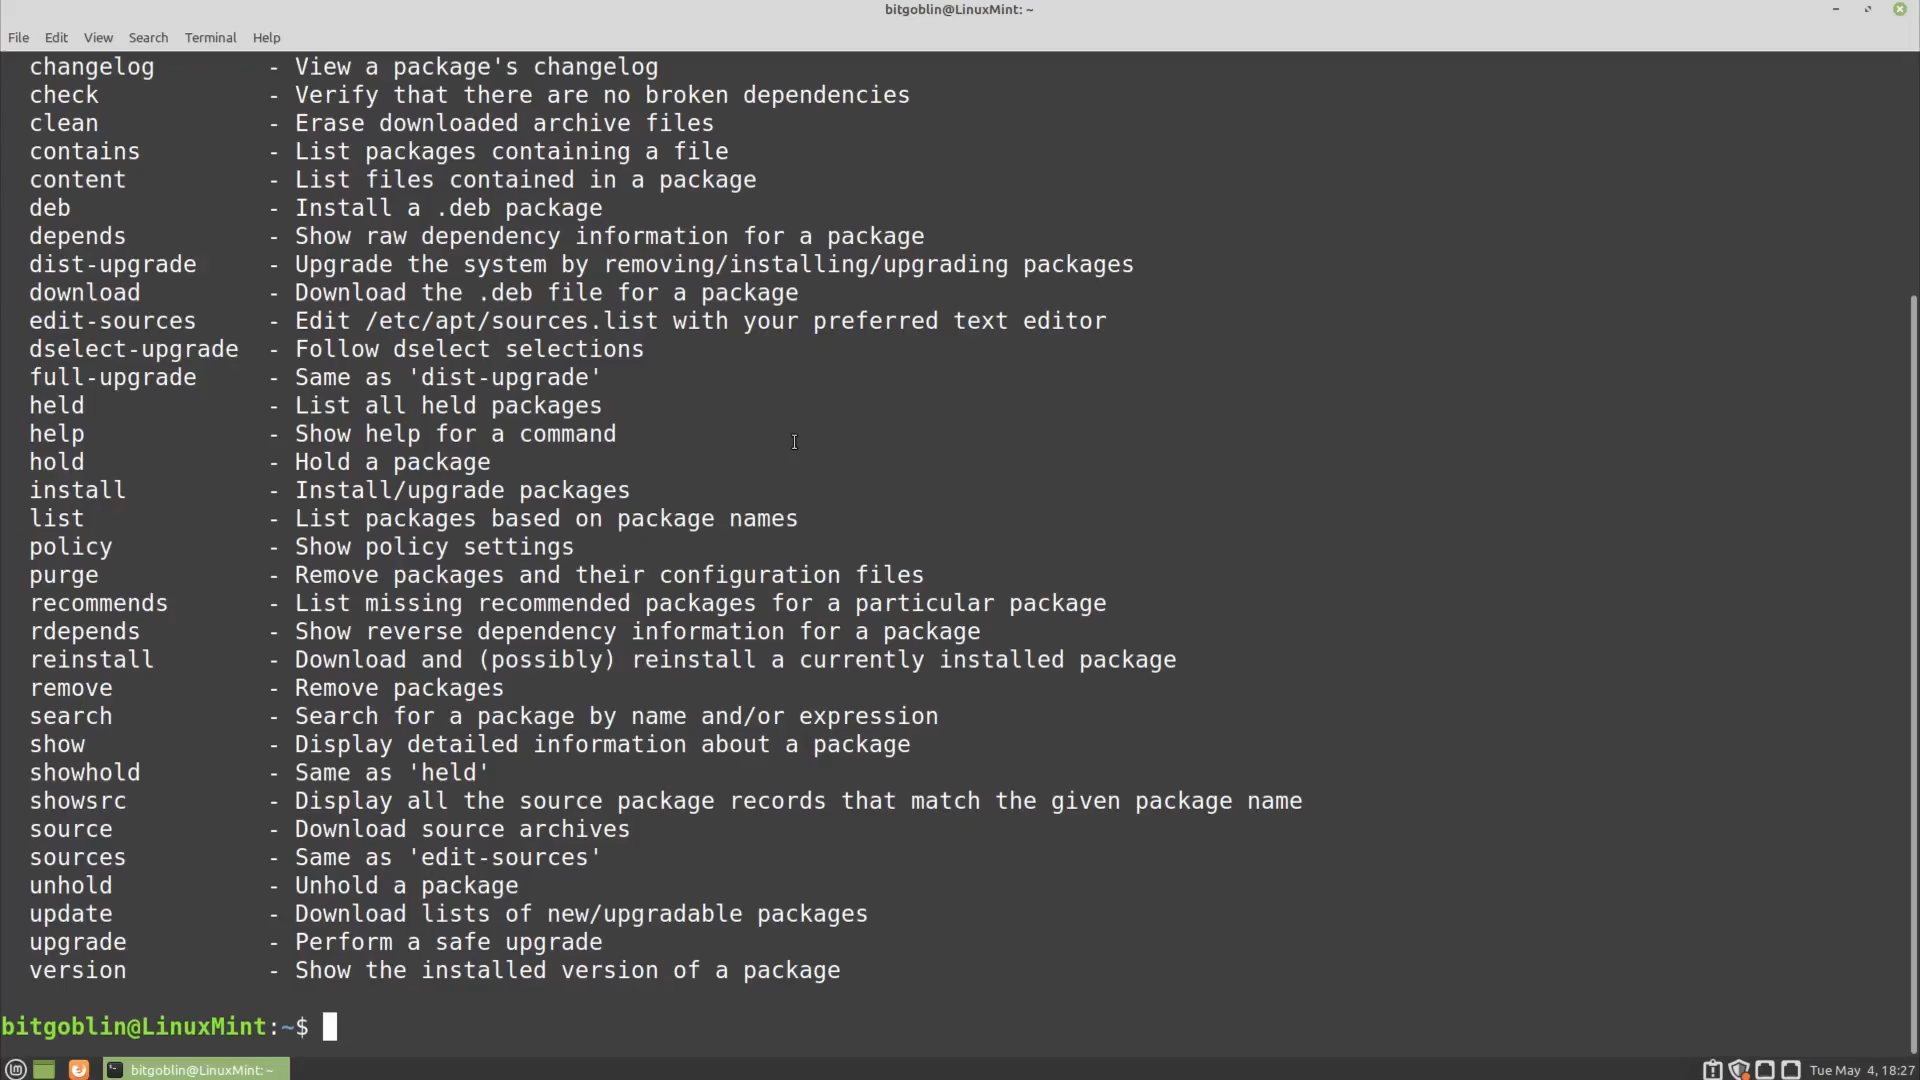 bitgoblin@LinuxMint: ~
File Edit View Search Terminal Help
changelog - View a package's changelog
check - Verify that there are no broken dependencies
clean - Erase downloaded archive files
contains - List packages containing a file
content - List files contained in a package
deb - Install a .deb package
depends - Show raw dependency information for a package
dist-upgrade - Upgrade the system by removing/installing/upgrading packages
download - Download the .deb file for a package
edit-sources - Edit /etc/apt/sources.list with your preferred text editor
dselect-upgrade - Follow dselect selections
full-upgrade - Same as 'dist-upgrade'
held - List all held packages
help - Show help for a command
hold - Hold a package
install - Install/upgrade packages
list - List packages based on package names
policy - Show policy settings
purge - Remove packages and their configuration files
recommends - List missing recommended packages for a particular package
rdepends - Show reverse dependency information for a package
reinstall - Download and (possibly) reinstall a currently installed package
remove - Remove packages
search - Search for a package by name and/or expression
show - Display detailed information about a package
showhold - Same as 'held'
showsrc - Display all the source package records that match the given package name
source - Download source archives
sources - Same as 'edit-sources'
unhold - Unhold a package
update - Download lists of new/upgradable packages
upgrade - Perform a safe upgrade
version - Show the installed version of a package
bitgoblin@LinuxMint:~$
bitgoblin@LinuxMint: ~ Tue May 4, 18:27